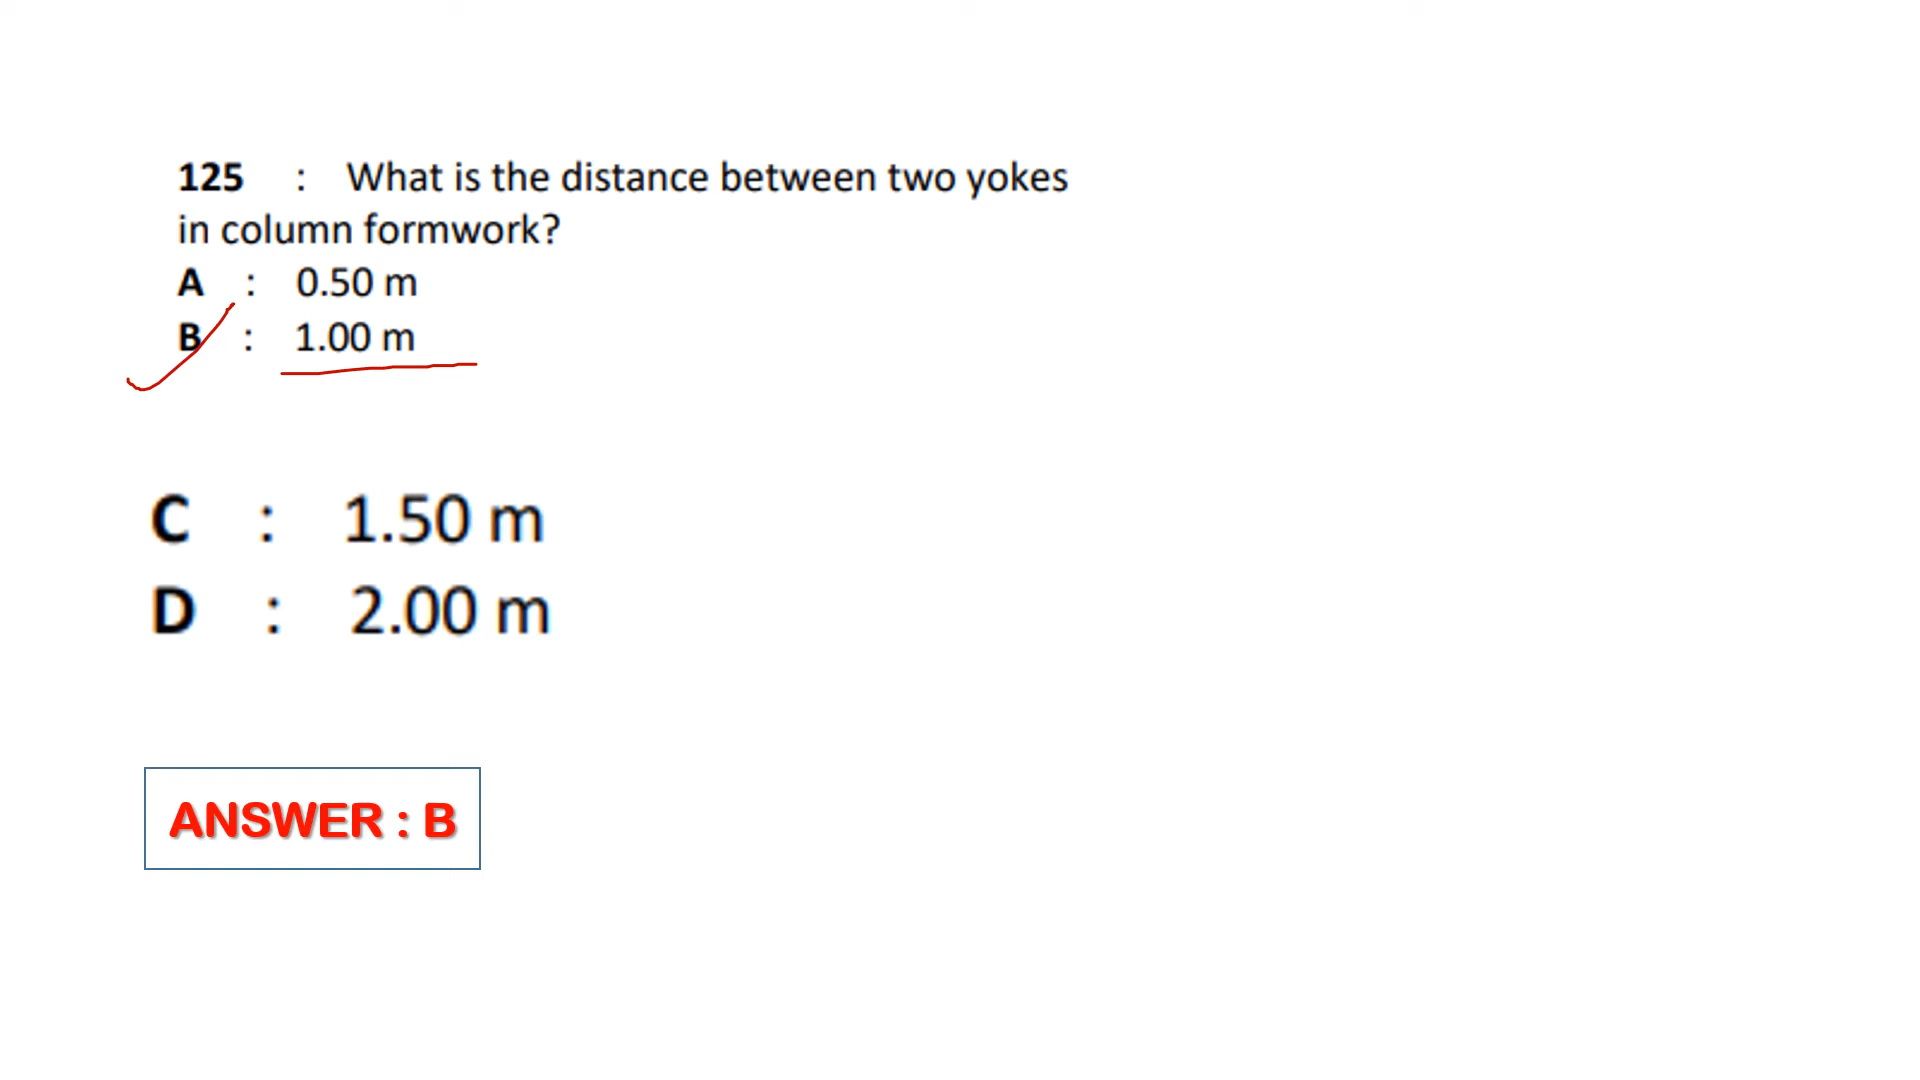 125 : What is the distance between two yokes
in column formwork?
A : 0.50 m
B : 1.00 m
C : 1.50 m
D : 2.00 m
ANSWER : B